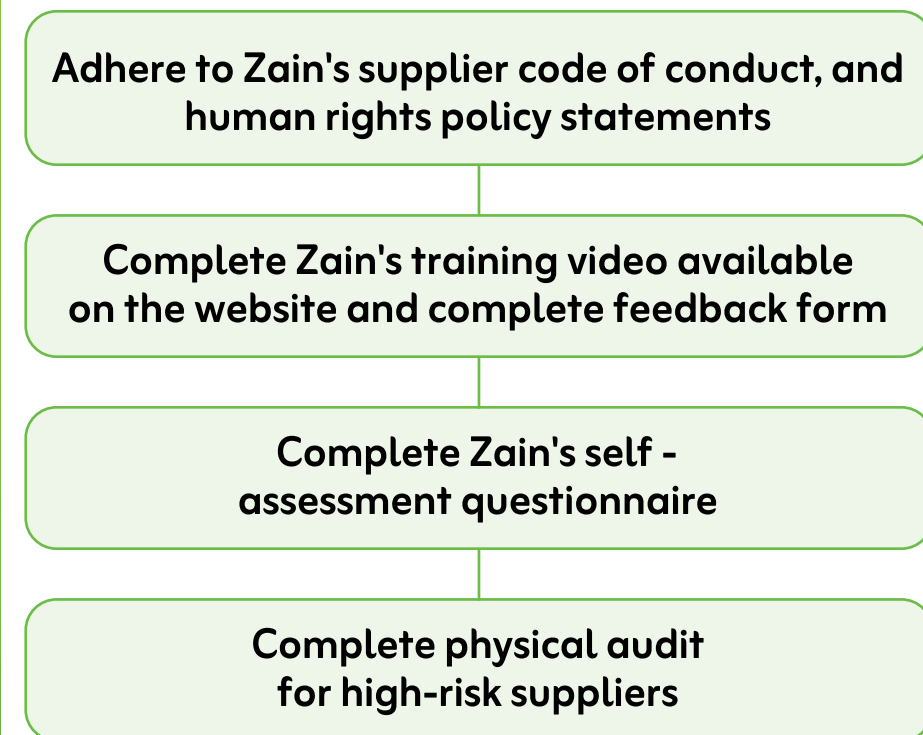 Adhere to Zain's supplier code of conduct, and
human rights policy statements
Complete Zain's training video available
on the website and complete feedback form
Complete Zain's self -
assessment questionnaire
Complete physical audit
for high-risk suppliers